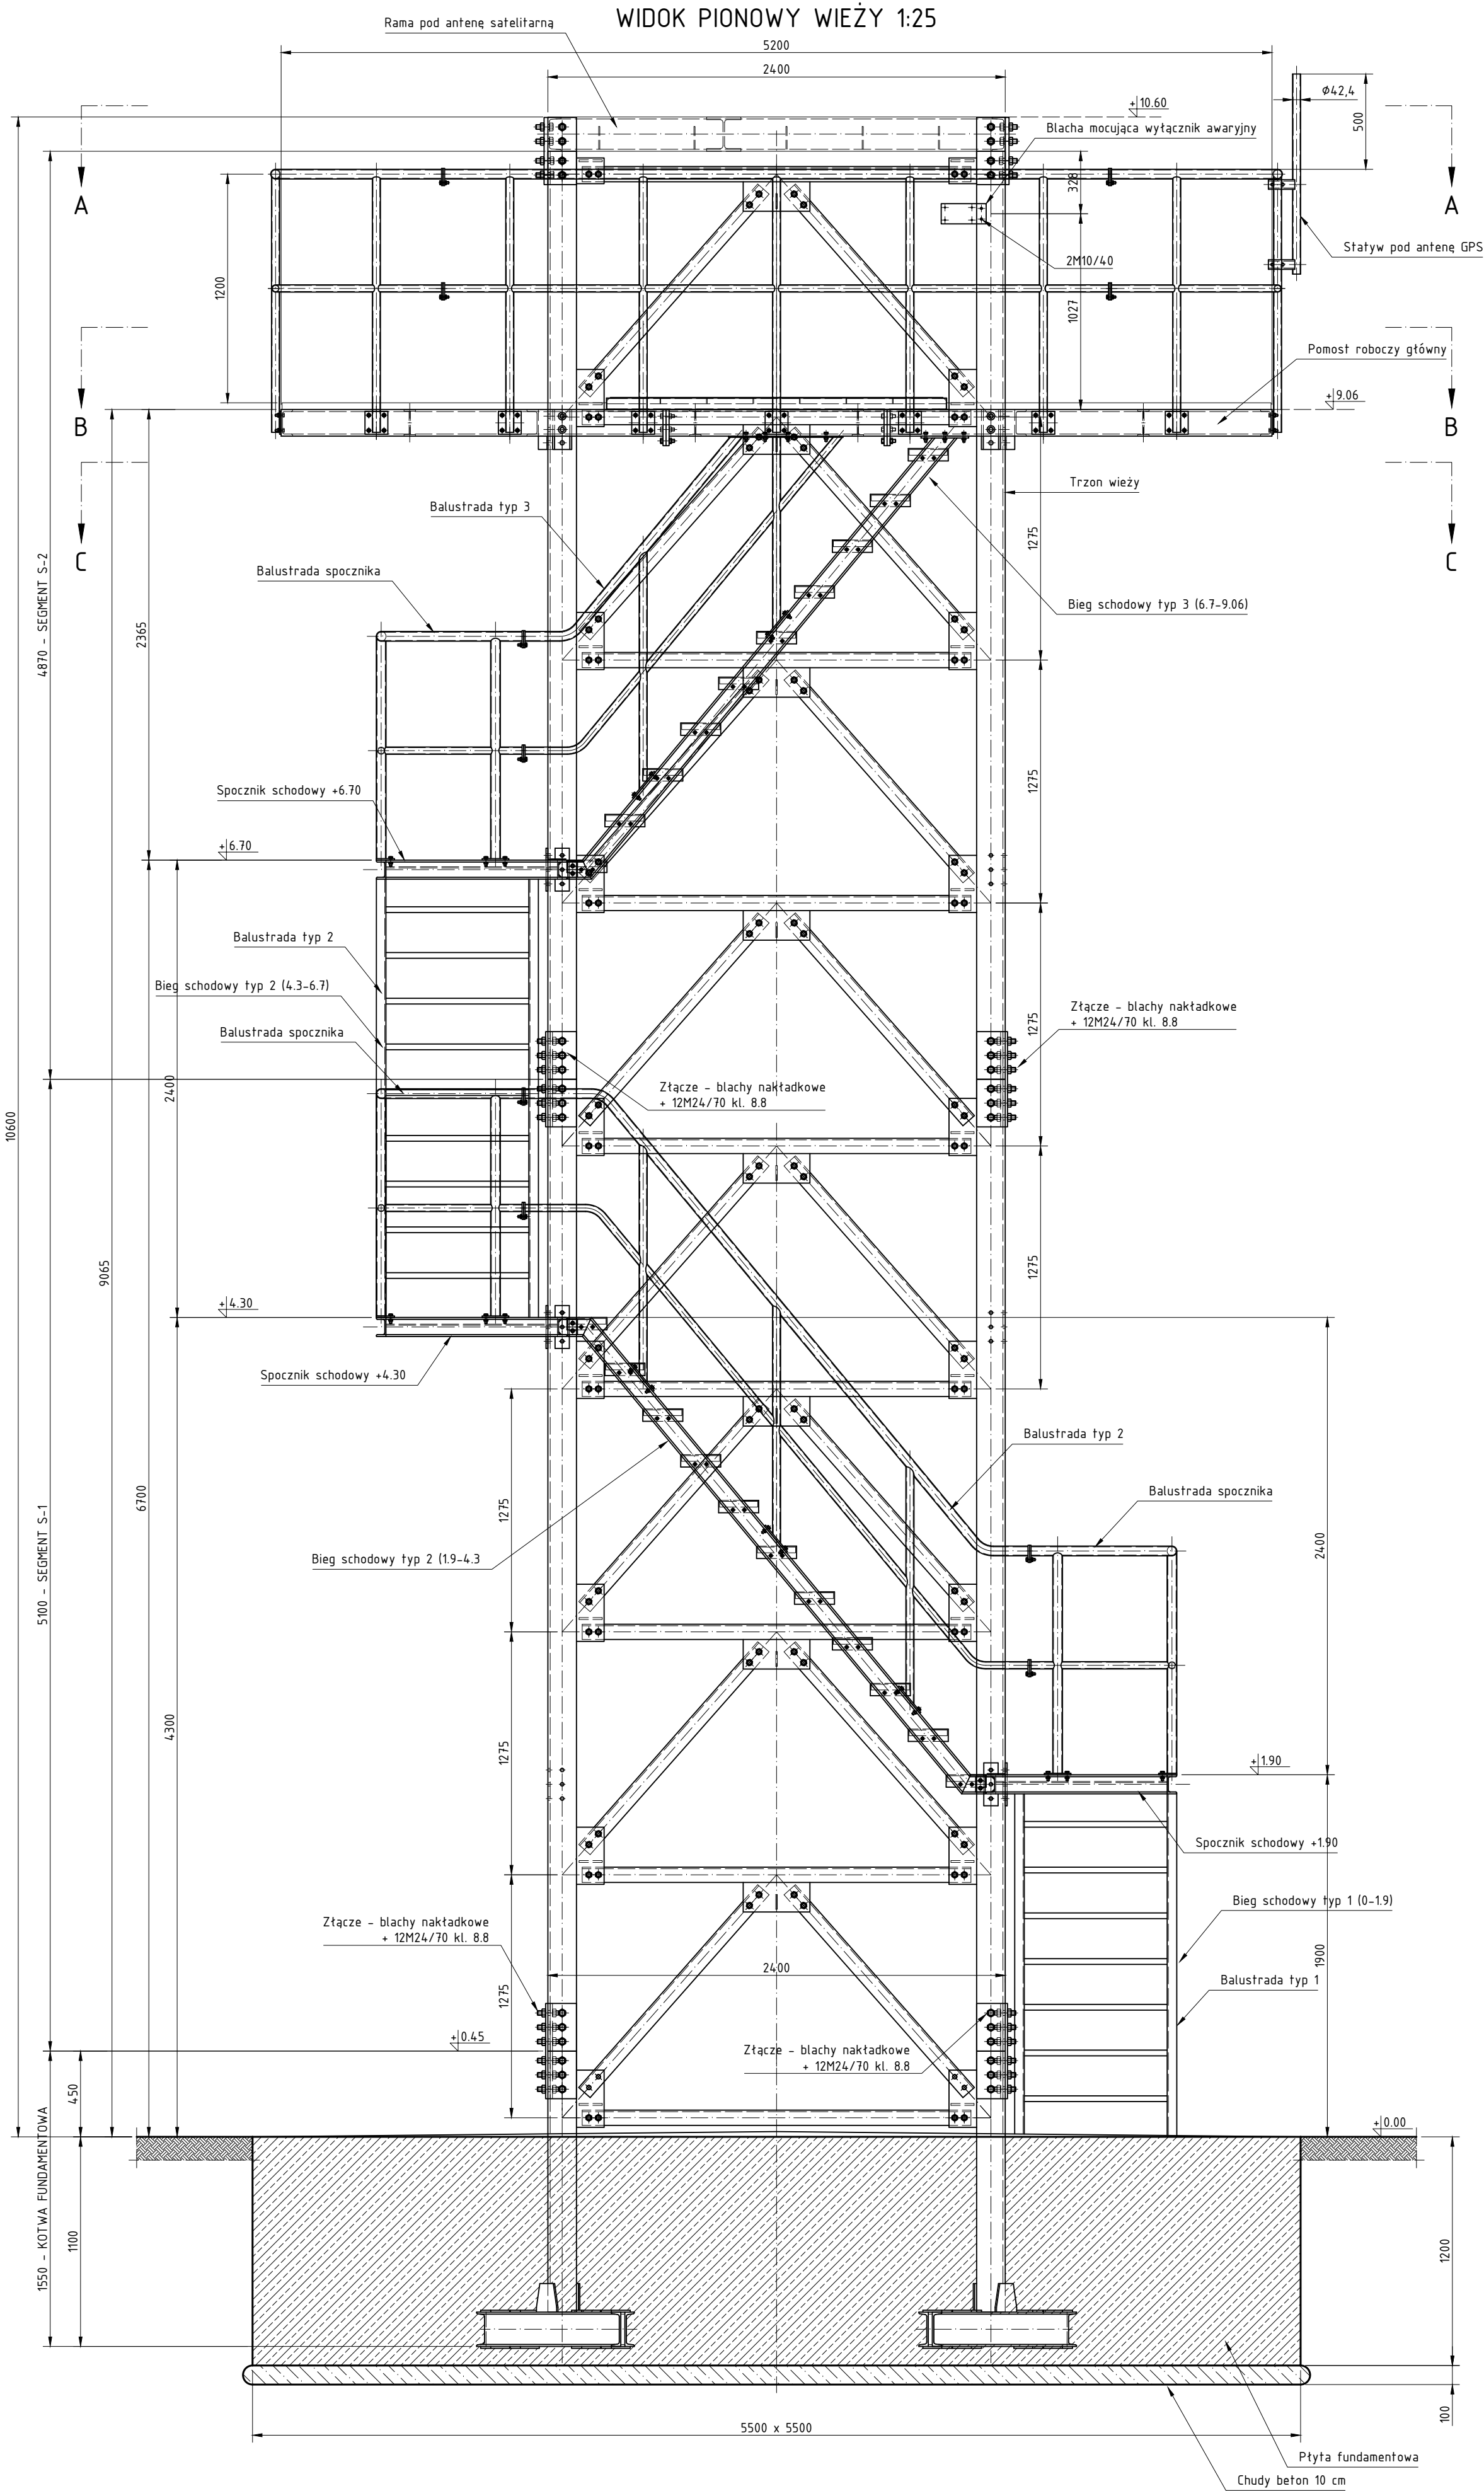 WIDOK PIONOWY WIEŻY 1:25
Rama pod antenę satelitarną
5200
2400
+10.60
Blacha mocująca wyłącznik awaryjny
Ø42,4
500
A
A
328
Statyw pod antenę GPS
2M10/40
1200
1027
Pomost roboczy główny
+9.06
B
B
Trzon wieży
Balustrada typ 3
1275
C
C
4870 - SEGMENT S-2
Balustrada spocznika
Bieg schodowy typ 3 (6.7-9.06)
2365
1275
Spocznik schodowy +6.70
+6.70
Balustrada typ 2
Bieg schodowy typ 2 (4.3-6.7)
Złącze - blachy nakładkowe
+ 12M24/70 kl. 8.8
1275
Balustrada spocznika
2400
Złącze - blachy nakładkowe
+ 12M24/70 kl. 8.8
10600
9065
1275
+4.30
Spocznik schodowy +4.30
Balustrada typ 2
6700
5100 - SEGMENT S-1
1275
Balustrada spocznika
Bieg schodowy typ 2 (1.9-4.3
2400
4300
1275
+1.90
Spocznik schodowy +1.90
Bieg schodowy typ 1 (0-1.9)
Złącze - blachy nakładkowe
+ 12M24/70 kl. 8.8
2400
1900
1275
Balustrada typ 1
+0.45
Złącze - blachy nakładkowe
+ 12M24/70 kl. 8.8
450
+0.00
1550 - KOTWA FUNDAMENTOWA
1100
1200
100
5500 x 5500
Płyta fundamentowa
Chudy beton 10 cm